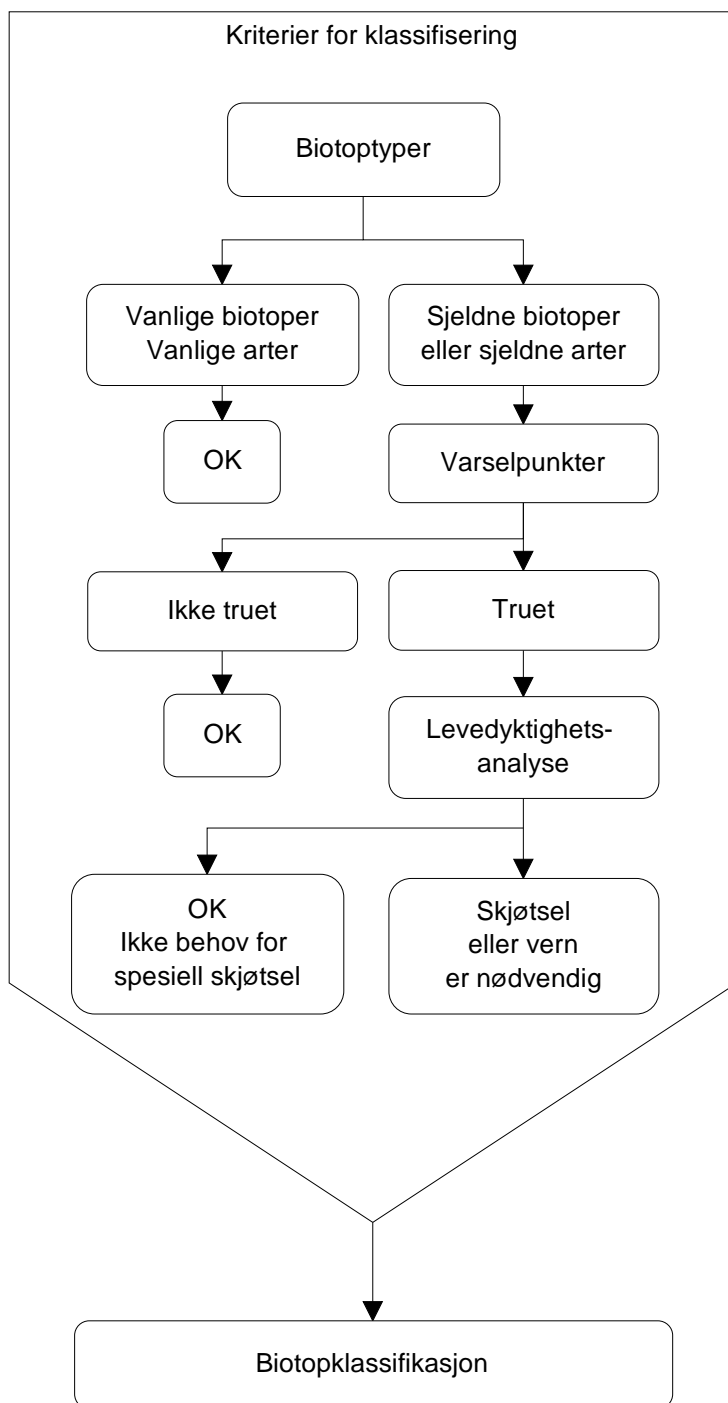 Kriterier for klassifisering
Biotoptyper
Vanlige biotoper
Vanlige arter
Sjeldne biotoper
eller sjeldne arter
OK
Varselpunkter
Ikke truet
Truet
OK
Levedyktighets-
analyse
OK
Ikke behov for
spesiell skjøtsel
Skjøtsel
eller vern
er nødvendig
Biotopklassifikasjon